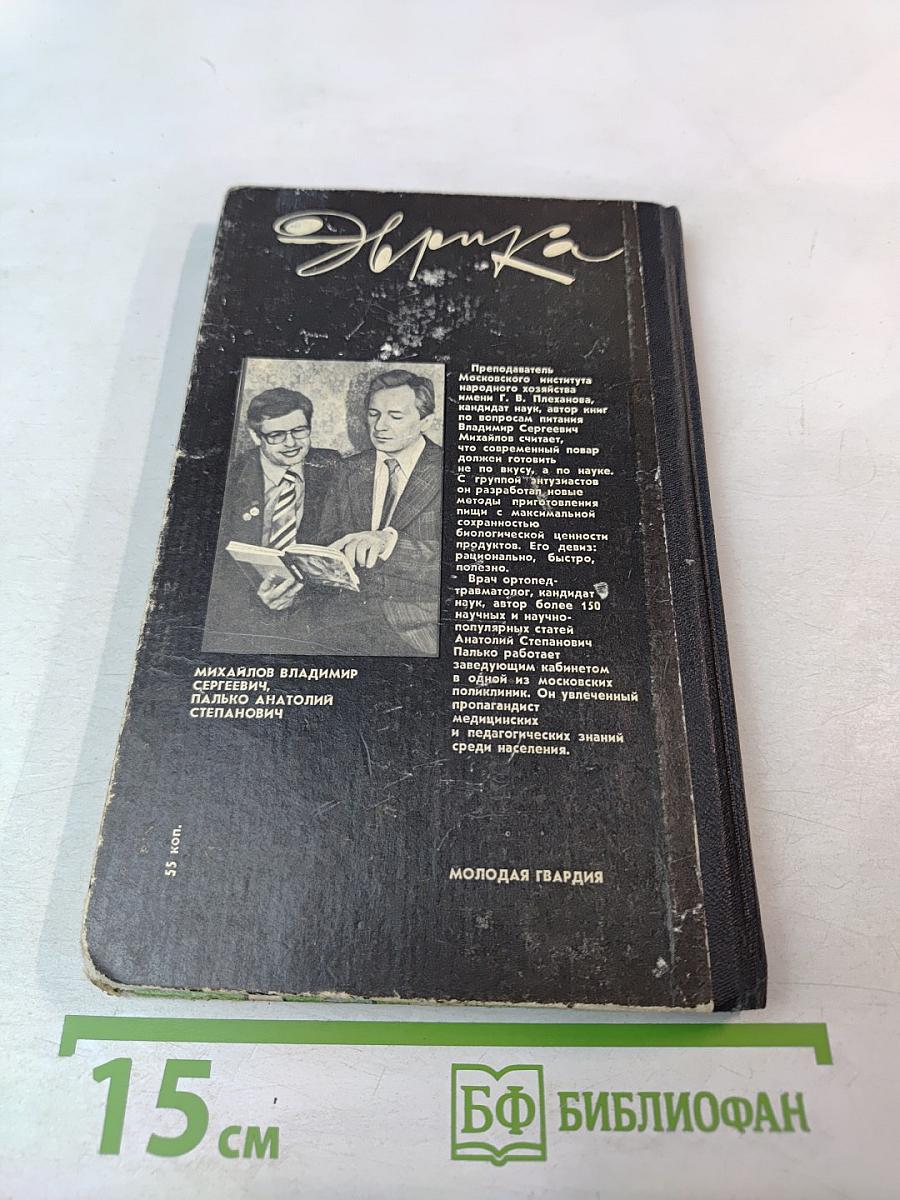 Эврика
Преподаватель
Московского института
народного хозяйства
имени Г. В. Плеханова,
кандидат наук, автор книг
по вопросам питания
Владимир Сергеевич
Михайлов считает,
что современный повар
должен готовить
не по вкусу, а по науке.
С группой энтузиастов
он разработал новые
методы приготовления
пищи с максимальной
сохранностью
биологической ценности
продуктов. Его девиз:
рационально, быстро,
полезно.
Врач ортопед-
травматолог, кандидат
наук, автор более 150
научных и научно-
популярных статей
Анатолий Степанович
Палько работает
заведующим кабинетом
в одной из московских
поликлиник. Он увлеченный
пропагандист
медицинских
и педагогических знаний
среди населения.
МИХАЙЛОВ ВЛАДИМИР
СЕРГЕЕВИЧ,
ПАЛЬКО АНАТОЛИЙ
СТЕПАНОВИЧ
55 коп.
МОЛОДАЯ ГВАРДИЯ
15 см
БФ БИБЛИОФАН